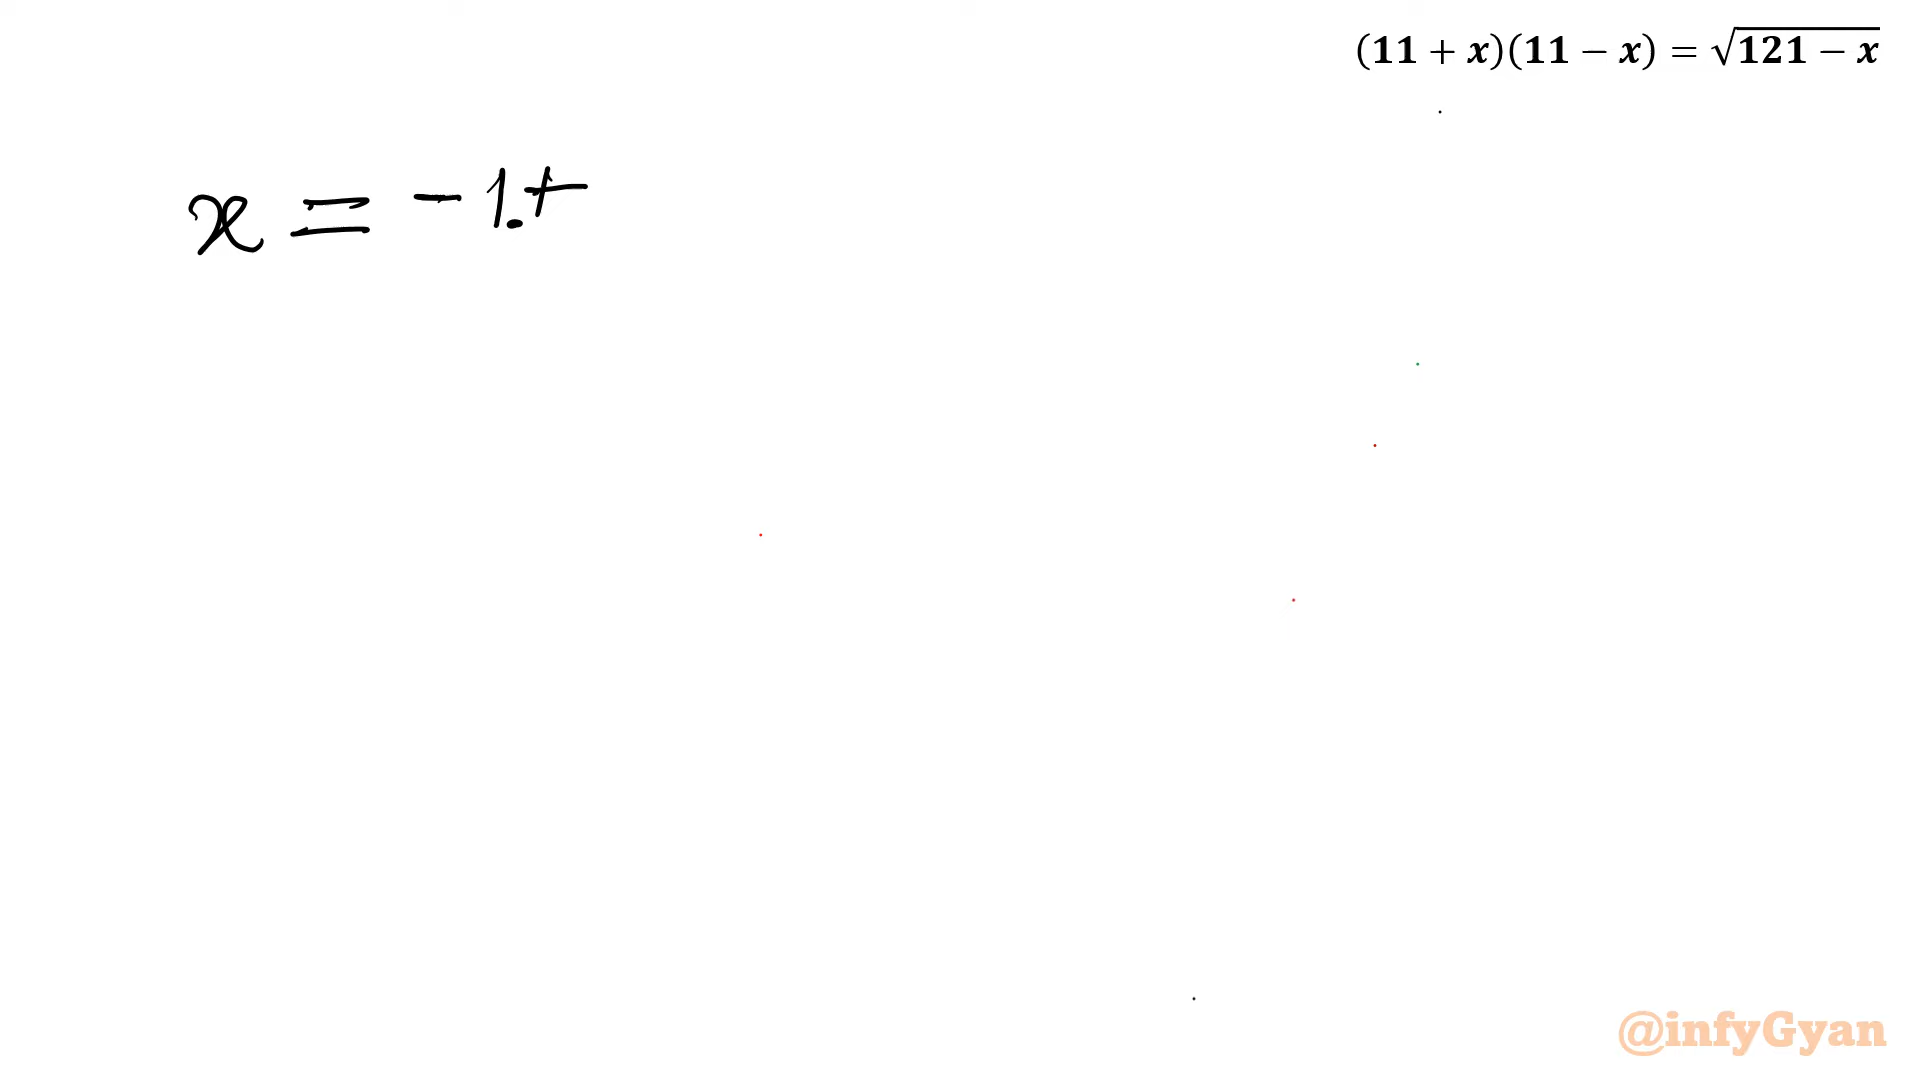 (11 + x)(11 − x) = √121 − x
x = -1.+
@infyGyan